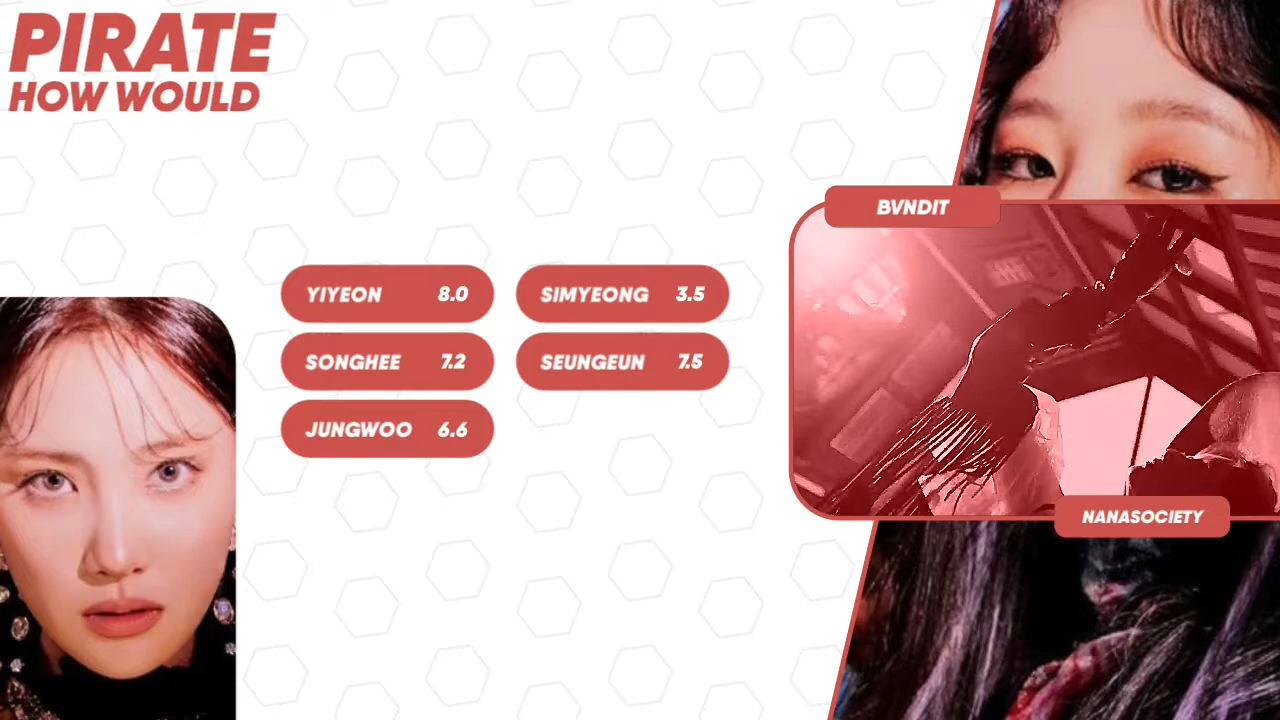 PIRATE
HOW WOULD
BVNDIT
YIYEON 8.0
SIMYEONG 3.5
SONGHEE 7.2
SEUNGEUN 7.5
JUNGWOO 6.6
NANASOCIETY